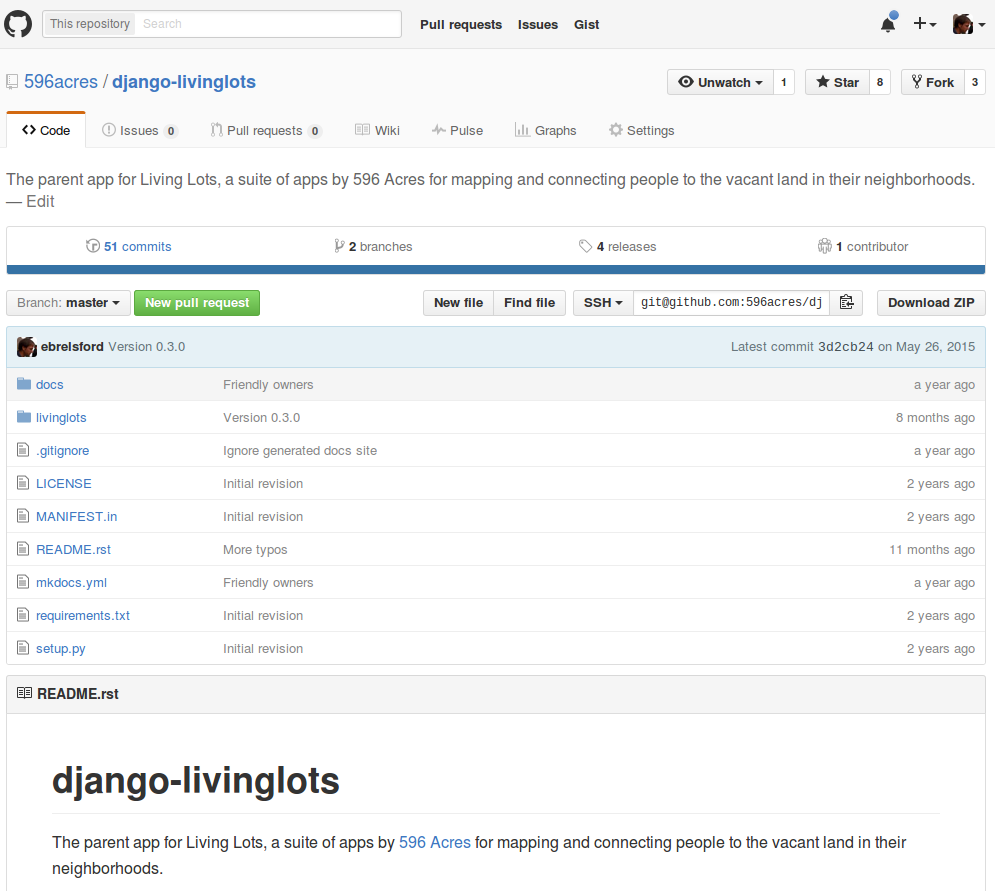 This repository Search Pull requests Issues Gist
596acres / django-livinglots Unwatch 1 Star 8 Fork 3
Code Issues 0 Pull requests 0 Wiki Pulse Graphs Settings
The parent app for Living Lots, a suite of apps by 596 Acres for mapping and connecting people to the vacant land in their neighborhoods.
— Edit
51 commits 2 branches 4 releases 1 contributor
Branch: master New pull request New file Find file SSH git@github.com:596acres/dj Download ZIP
ebrelsford Version 0.3.0 Latest commit 3d2cb24 on May 26, 2015
docs Friendly owners a year ago
livinglots Version 0.3.0 8 months ago
.gitignore Ignore generated docs site a year ago
LICENSE Initial revision 2 years ago
MANIFEST.in Initial revision 2 years ago
README.rst More typos 11 months ago
mkdocs.yml Friendly owners a year ago
requirements.txt Initial revision 2 years ago
setup.py Initial revision 2 years ago
README.rst
django-livinglots
The parent app for Living Lots, a suite of apps by 596 Acres for mapping and connecting people to the vacant land in their
neighborhoods.